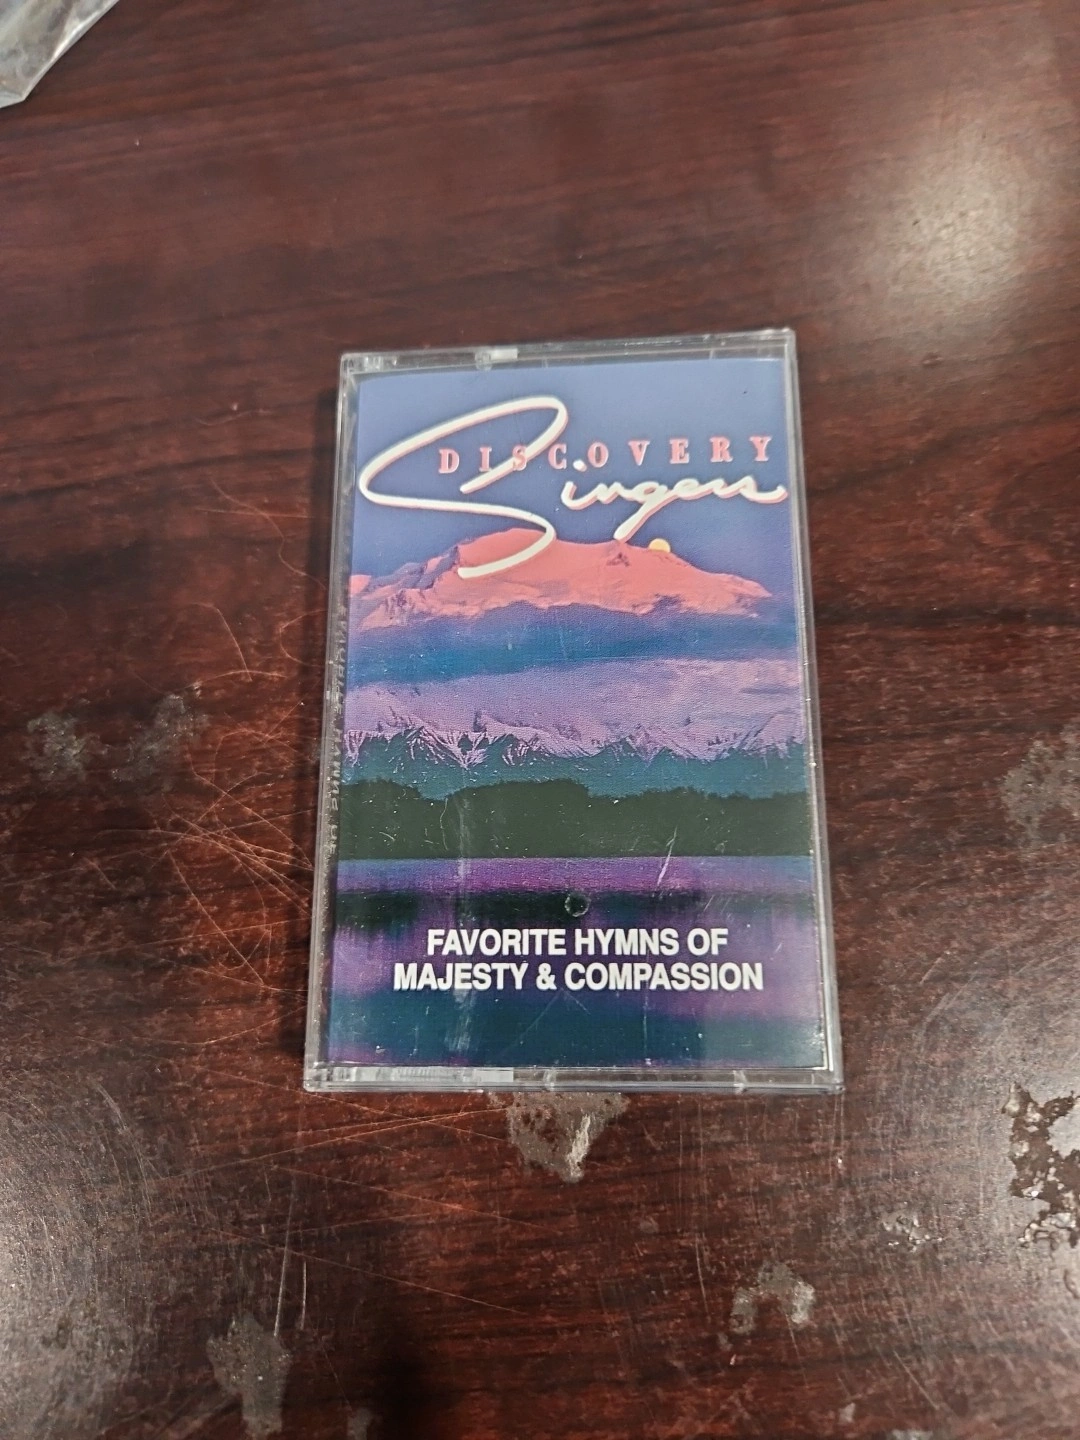 DISCOVERY
Singers
FAVORITE HYMNS OF
MAJESTY & COMPASSION